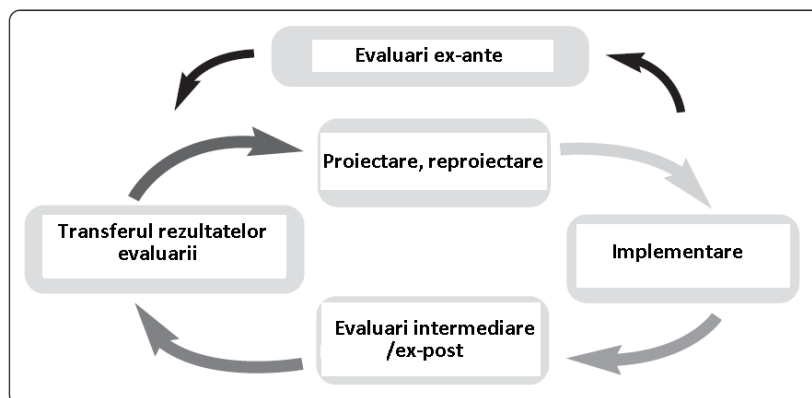 Evaluari ex-ante
Proiectare, reproiectare
Transferul rezultatelor
evaluarii
Implementare
Evaluari intermediare
/ex-post